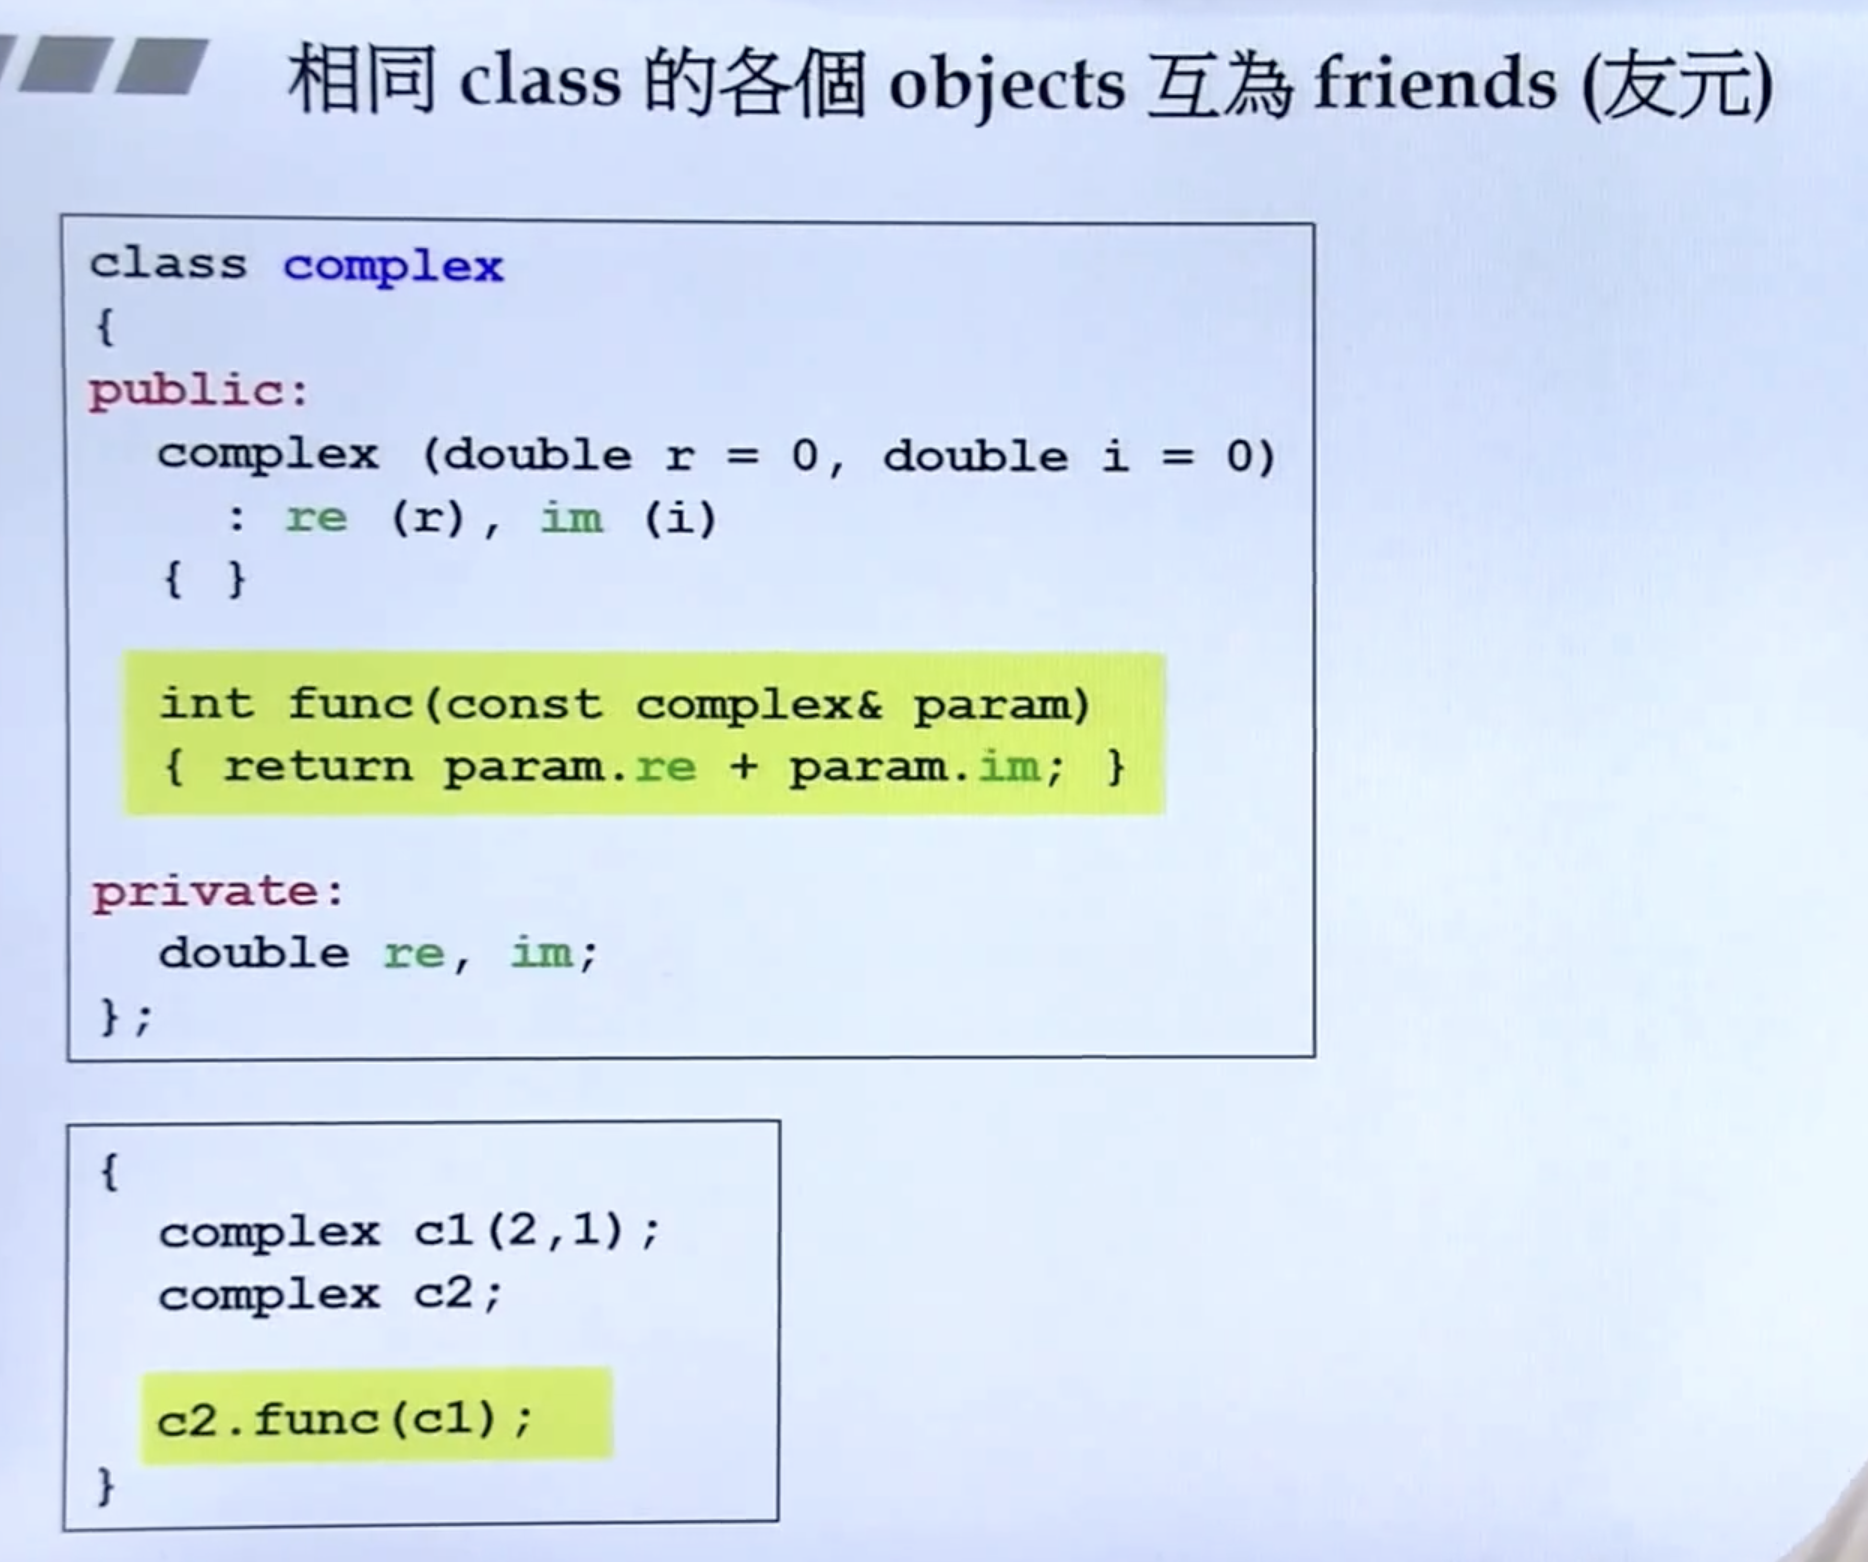 相同 class 的各個 objects 互為 friends (友元)
class complex
{
public:
complex (double r = 0, double i = 0)
: re (r), im (i)
{ }
int func(const complex& param)
{ return param.re + param.im; }
private:
double re, im;
};
{
complex c1(2,1);
complex c2;
c2.func(c1);
}